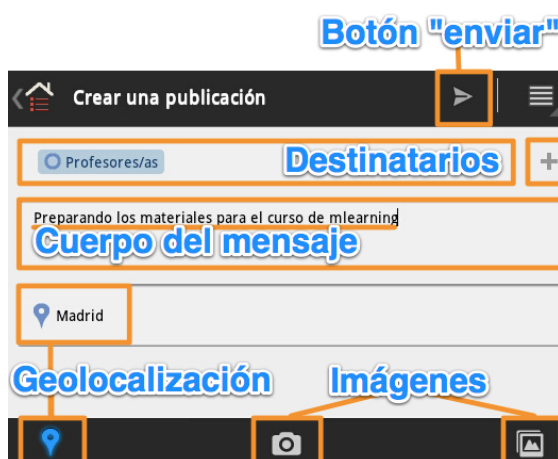 Botón "enviar"
Crear una publicación
Profesores/as
Destinatarios
Preparando los materiales para el curso de mlearning
Cuerpo del mensaje
Madrid
Geolocalización
Imágenes